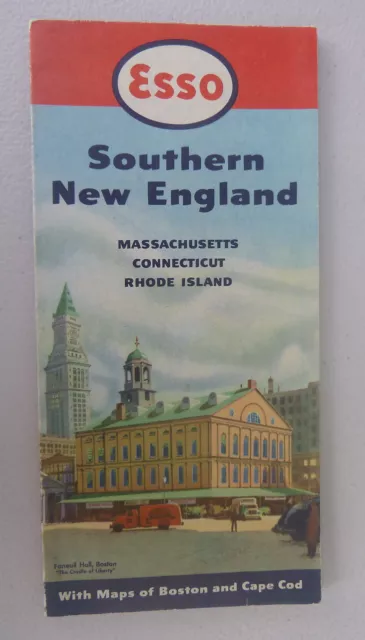 Esso
Southern
New England
MASSACHUSETTS
CONNECTICUT
RHODE ISLAND
Faneuil Hall, Boston
"The Cradle of Liberty"
With Maps of Boston and Cape Cod